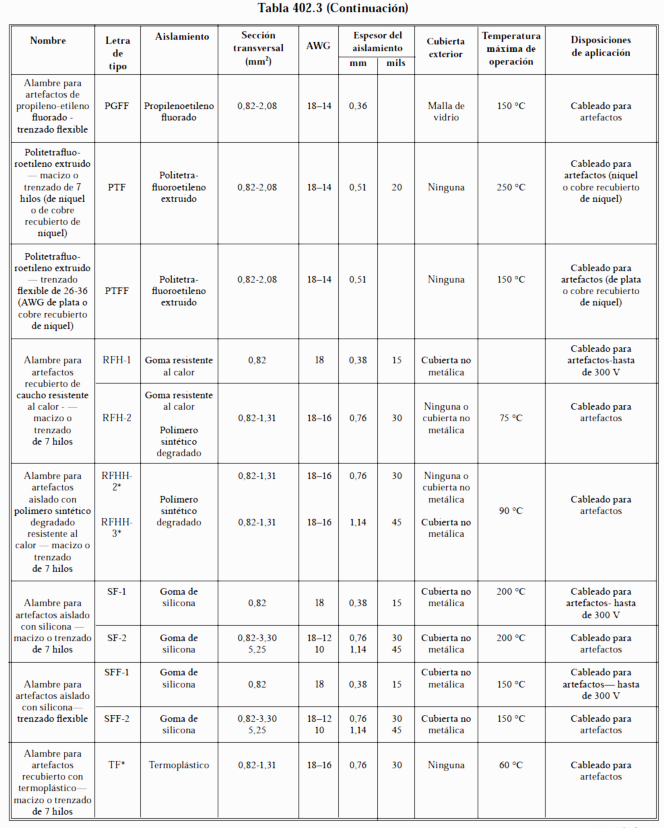 Tabla 402.3 (Continuación)
Nombre
Letra
de
tipo
Aislamiento
Sección
transversal
(mm²)
AWG
Espesor del
aislamiento
mm
mils
Cubierta
exterior
Temperatura
máxima de
operación
Disposiciones
de aplicación
Alambre para
artefactos de
propileno-etileno
fluorado -
trenzado flexible
PGFF
Propilenoetileno
fluorado
0,82-2,08
18–14
0,36
Malla de
vidrio
150 °C
Cableado para
artefactos
Politetrafluo-
roetileno extruido
— macizo o
trenzado de 7
hilos (de níquel
o de cobre
recubierto de
níquel)
PTF
Politetra-
fluoroetileno
extruido
0,82-2,08
18–14
0,51
20
Ninguna
250 °C
Cableado para
artefactos (níquel
o cobre recubierto
de níquel)
Politetrafluo-
roetileno extruido
— trenzado
flexible de 26-36
(AWG de plata o
cobre recubierto
de níquel)
PTFF
Politetra-
fluoroetileno
extruido
0,82-2,08
18–14
0,51
Ninguna
150 °C
Cableado para
artefactos (de plata
o cobre recubierto
de níquel)
Alambre para
artefactos
recubierto de
caucho resistente
al calor - —
macizo o
trenzado
de 7 hilos
RFH-1
Goma resistente
al calor
0,82
18
0,38
15
Cubierta no
metálica
Cableado para
artefactos-hasta
de 300 V
RFH-2
Goma resistente
al calor
Polímero
sintético
degradado
0,82-1,31
18–16
0,76
30
Ninguna o
cubierta no
metálica
75 °C
Cableado para
artefactos
Alambre para
artefactos
aislado con
polímero sintético
degradado
resistente al
calor — macizo o
trenzado
de 7 hilos
RFHH-
2*
0,82-1,31
18–16
0,76
30
Ninguna o
cubierta no
metálica
RFHH-
3*
Polímero
sintético
degradado
0,82-1,31
18–16
1,14
45
Cubierta no
metálica
90 °C
Cableado para
artefactos
Alambre para
artefactos aislado
con silicona —
macizo o trenzado
de 7 hilos
SF-1
Goma de
silicona
0,82
18
0,38
15
Cubierta no
metálica
200 °C
Cableado para
artefactos- hasta
de 300 V
SF-2
Goma de
silicona
0,82-3,30
5,25
18–12
10
0,76
1,14
30
45
Cubierta no
metálica
200 °C
Cableado para
artefactos
Alambre para
artefactos aislado
con silicona—
trenzado flexible
SFF-1
Goma de
silicona
0,82
18
0,38
15
Cubierta no
metálica
150 °C
Cableado para
artefactos— hasta
de 300 V
SFF-2
Goma de
silicona
0,82-3,30
5,25
18–12
10
0,76
1,14
30
45
Cubierta no
metálica
150 °C
Cableado para
artefactos
Alambre para
artefactos
recubierto con
termoplástico—
macizo o trenzado
de 7 hilos
TF*
Termoplástico
0,82-1,31
18–16
0,76
30
Ninguna
60 °C
Cableado para
artefactos